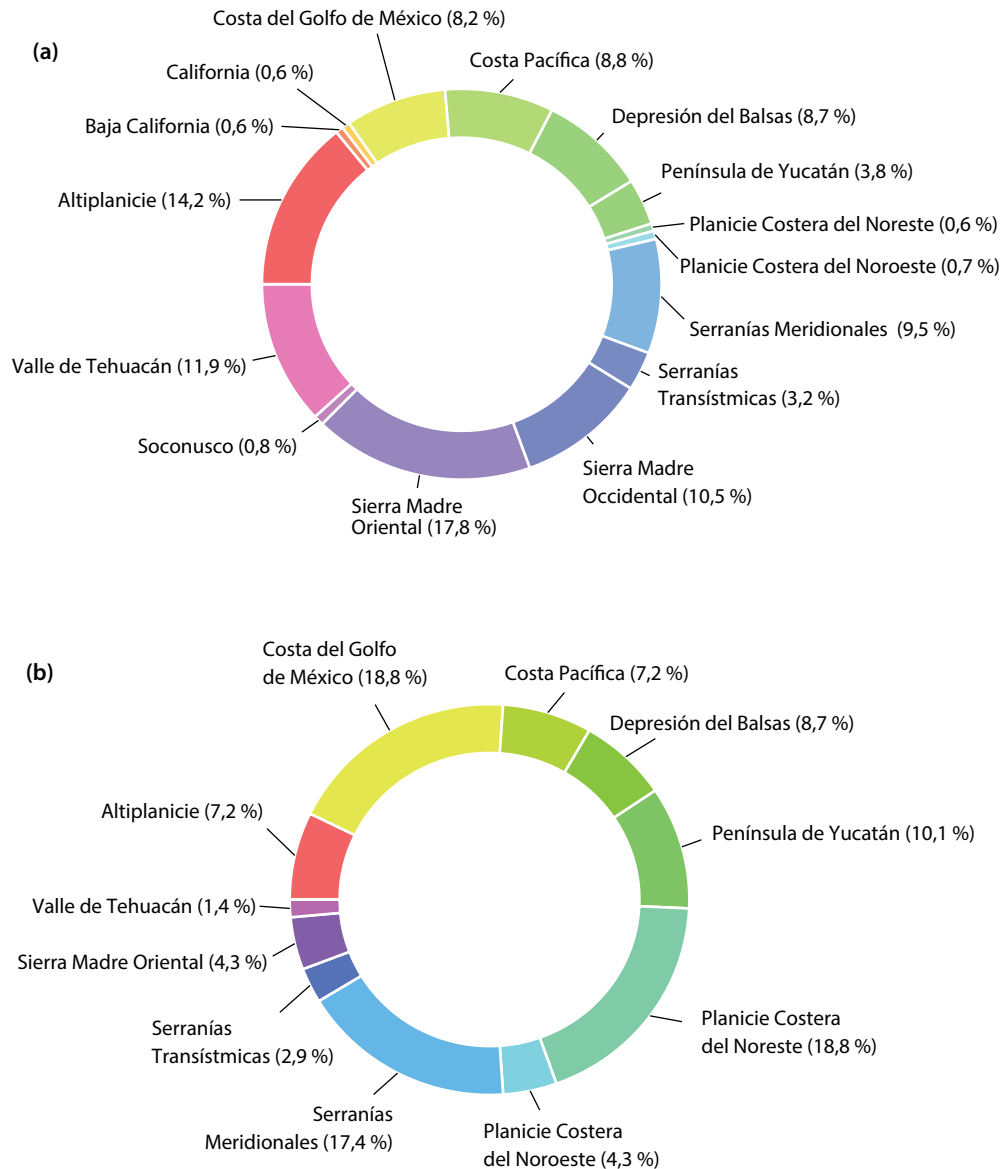 (a)
Costa del Golfo de México (8,2 %)
Costa Pacífica (8,8 %)
California (0,6 %)
Depresión del Balsas (8,7 %)
Baja California (0,6 %)
Península de Yucatán (3,8 %)
Altiplanicie (14,2 %)
Planicie Costera del Noreste (0,6 %)
Planicie Costera del Noroeste (0,7 %)
Serranías Meridionales (9,5 %)
Valle de Tehuacán (11,9 %)
Serranías
Transístmicas (3,2 %)
Soconusco (0,8 %)
Sierra Madre
Occidental (10,5 %)
Sierra Madre
Oriental (17,8 %)
(b)
Costa del Golfo
de México (18,8 %)
Costa Pacífica (7,2 %)
Depresión del Balsas (8,7 %)
Altiplanicie (7,2 %)
Península de Yucatán (10,1 %)
Valle de Tehuacán (1,4 %)
Sierra Madre Oriental (4,3 %)
Serranías
Transístmicas (2,9 %)
Planicie Costera
del Noreste (18,8 %)
Serranías
Meridionales (17,4 %)
Planicie Costera
del Noroeste (4,3 %)